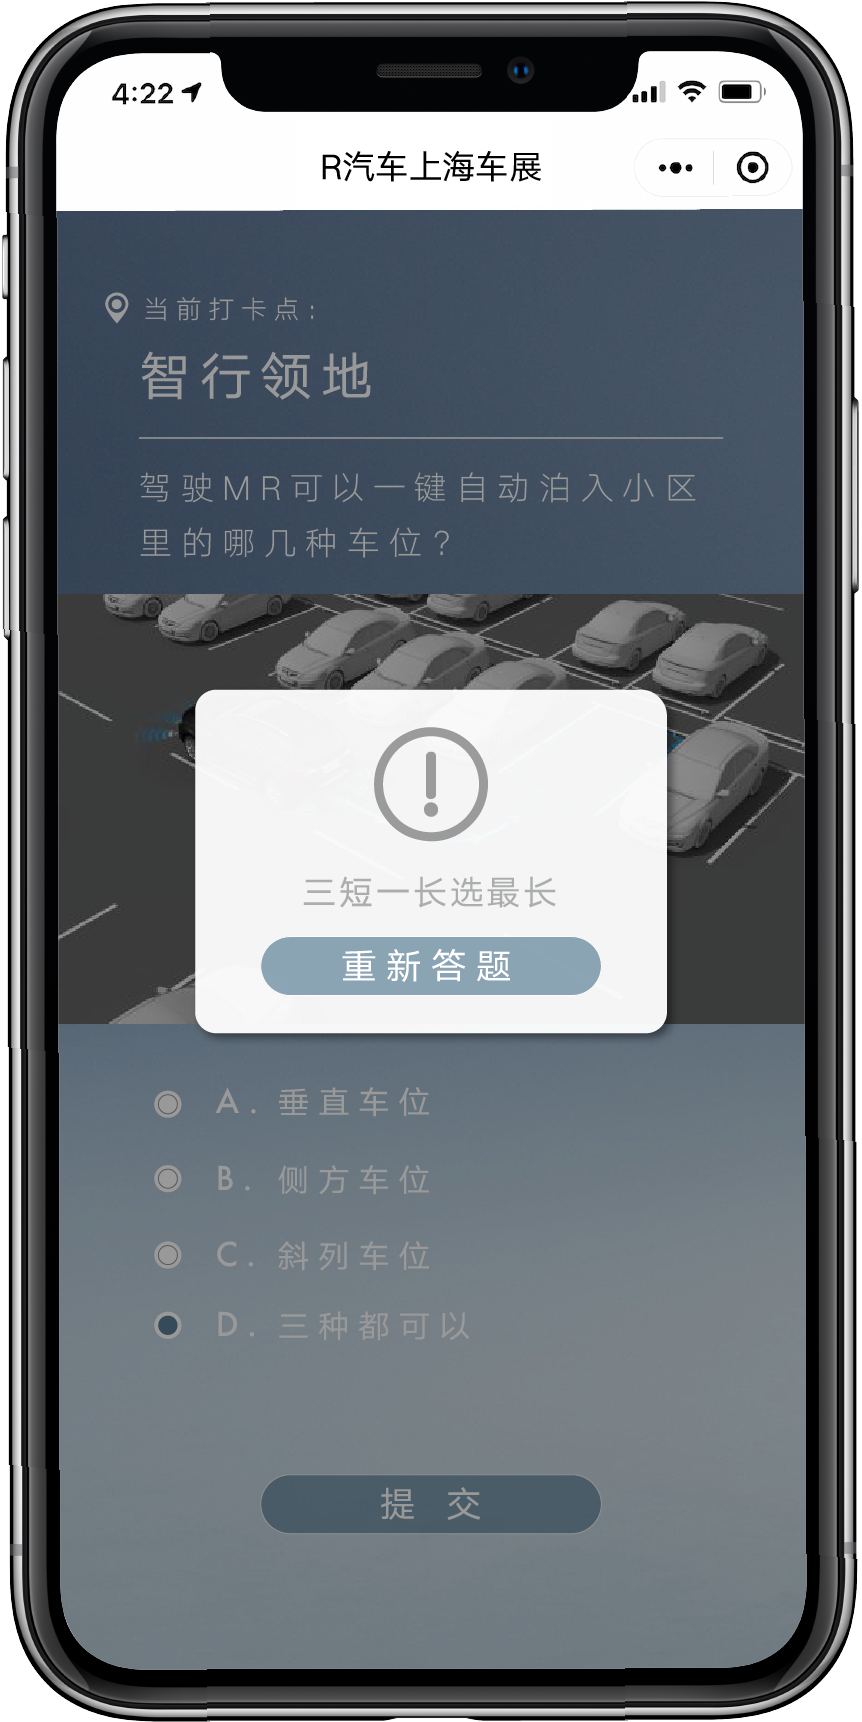 4:22
R汽车上海车展
当前打卡点：
智行领地
驾驶MR可以一键自动泊入小区
里的哪几种车位？
三短一长选最长
重新答题
A. 垂直车位
B. 侧方车位
C. 斜列车位
D. 三种都可以
提 交